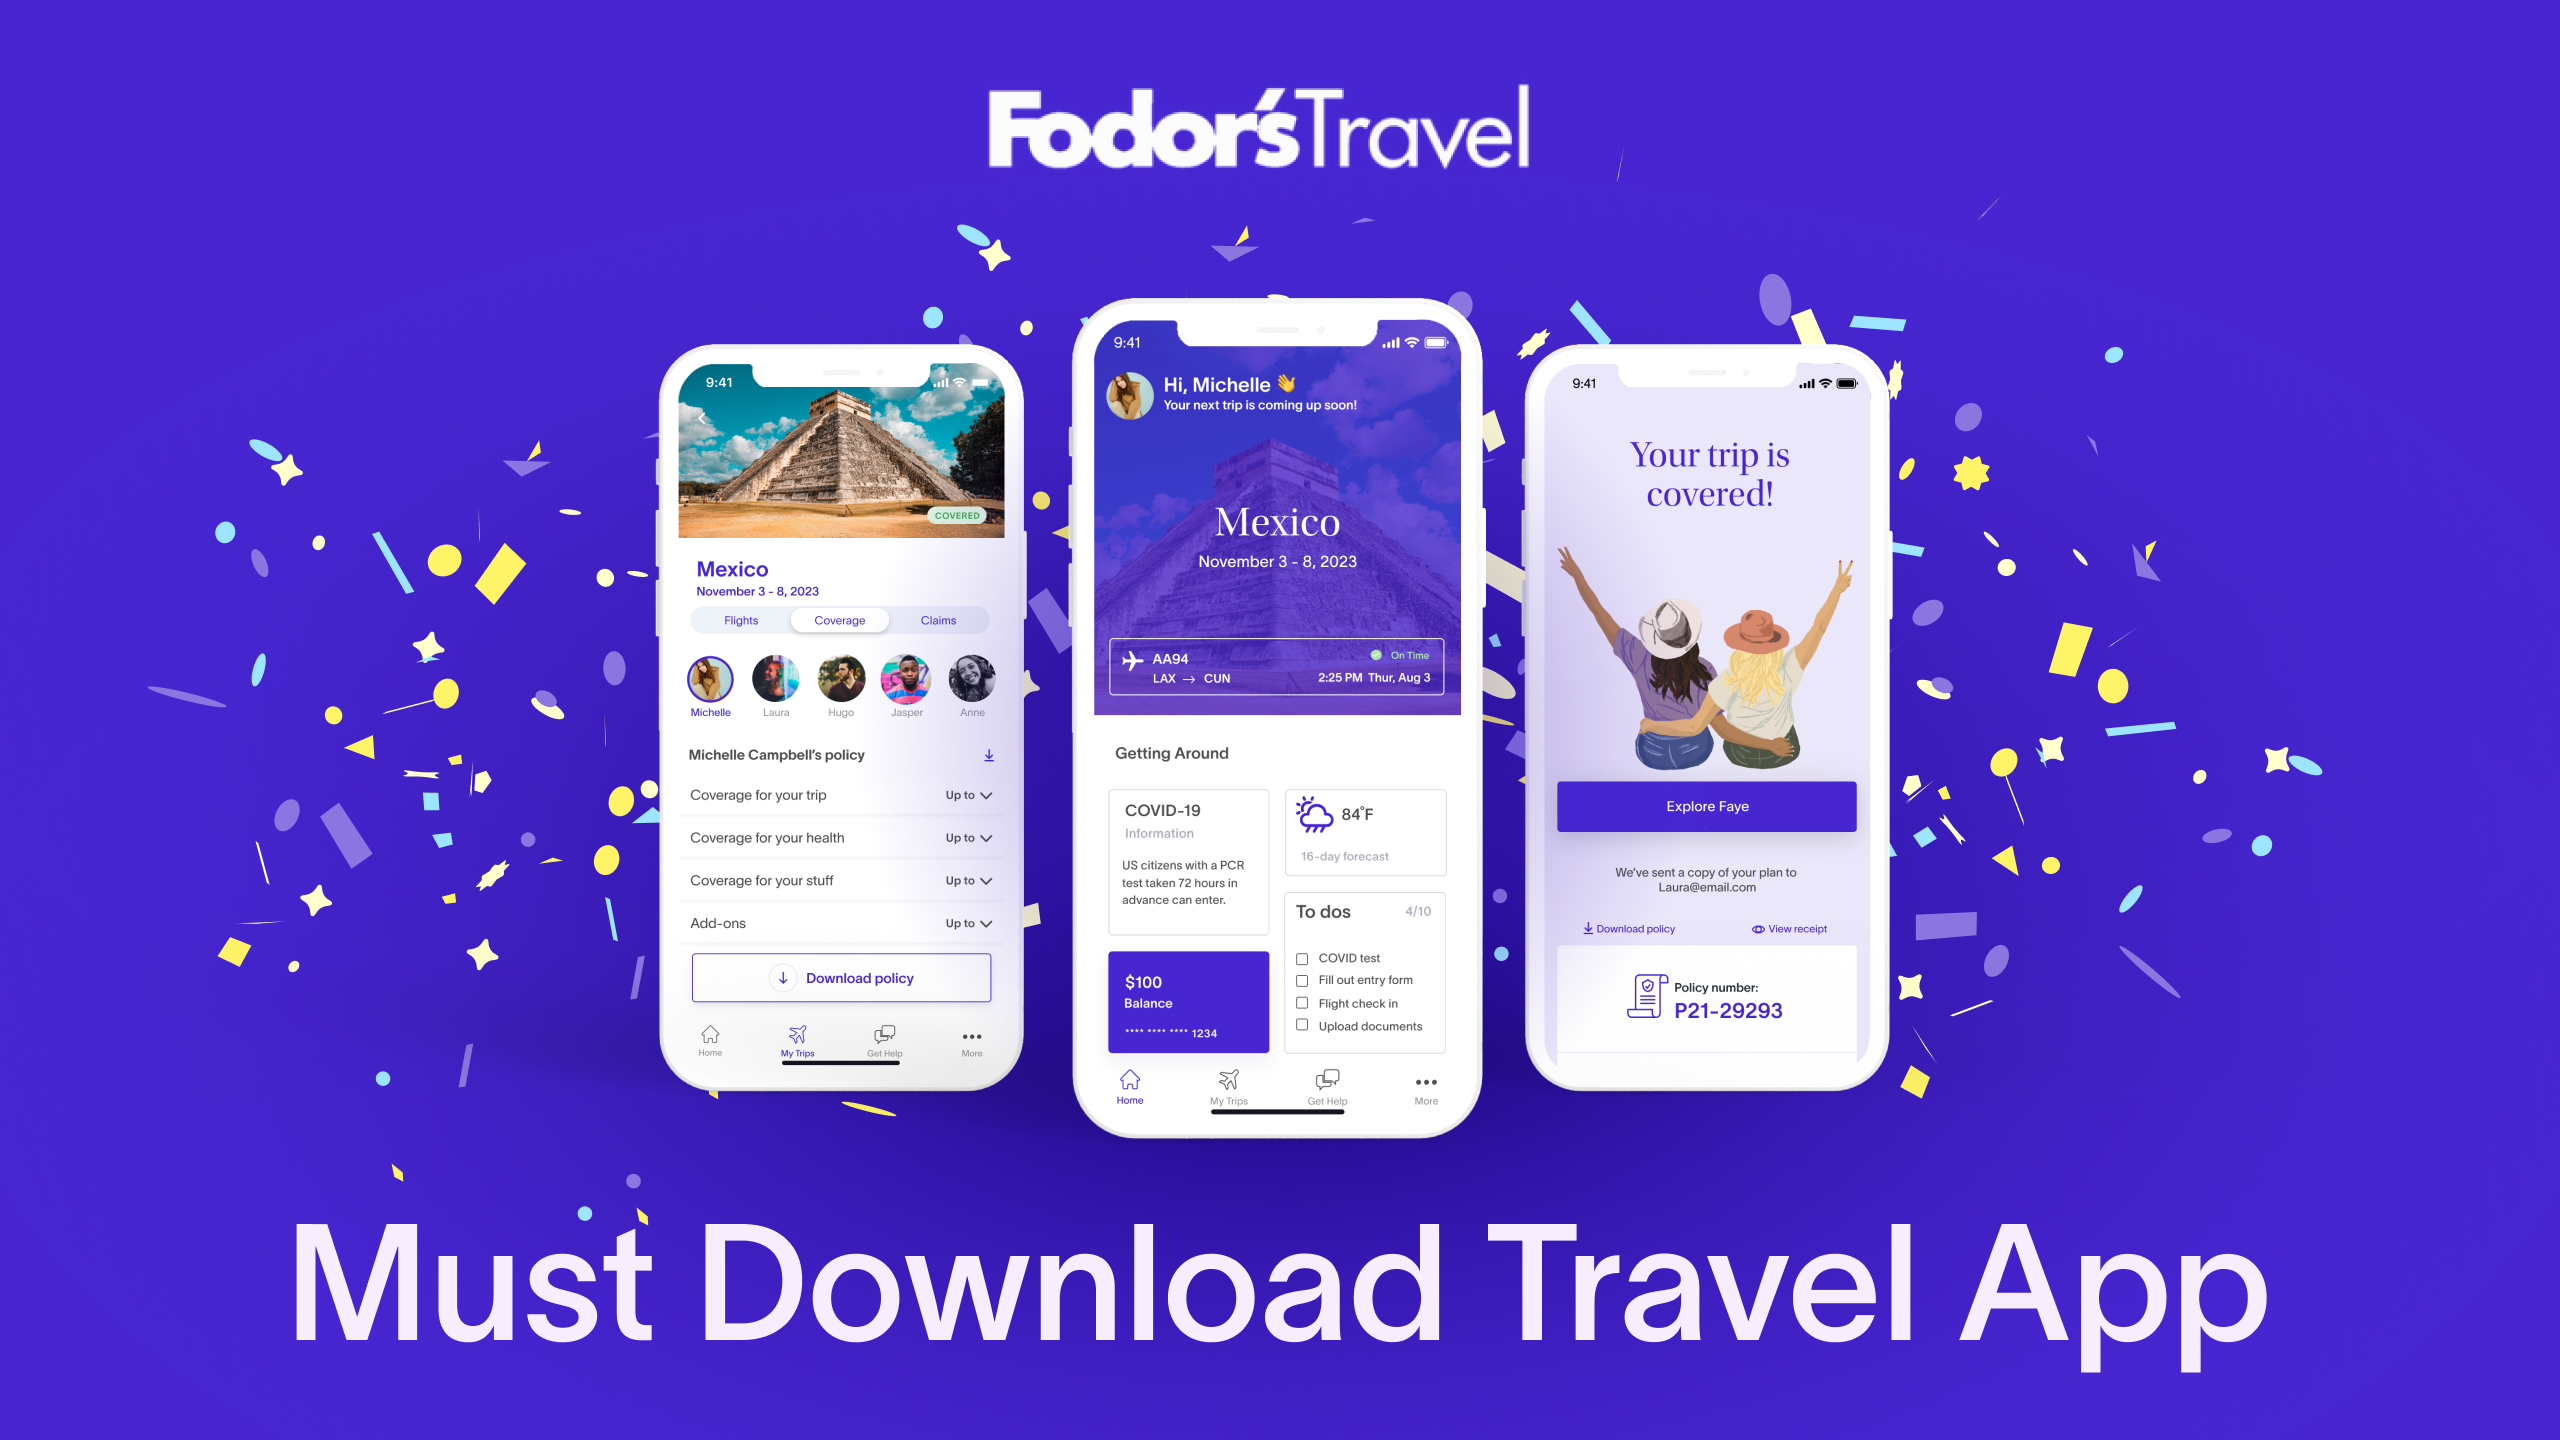 Fodor's Travel
9:41
COVERED
Mexico
November 3 - 8, 2023
Flights
Coverage
Claims
Michelle
Laura
Hugo
Jasper
Anne
Michelle Campbell's policy
Coverage for your trip
Up to
Coverage for your health
Up to
Coverage for your stuff
Up to
Add-ons
Up to
Download policy
Home
My Trips
Get Help
More
9:41
Hi, Michelle 👋
Your next trip is coming up soon!
Mexico
November 3 - 8, 2023
AA94
On Time
LAX → CUN
2:25 PM Thur, Aug 3
Getting Around
COVID-19
Information
US citizens with a PCR
test taken 72 hours in
advance can enter.
84°F
16-day forecast
$100
Balance
**** **** **** 1234
To dos
4/10
COVID test
Fill out entry form
Flight check in
Upload documents
Home
My Trips
Get Help
More
9:41
Your trip is
covered!
Explore Faye
We've sent a copy of your plan to
Laura@email.com
Download policy
View receipt
Policy number:
P21-29293
Must Download Travel App